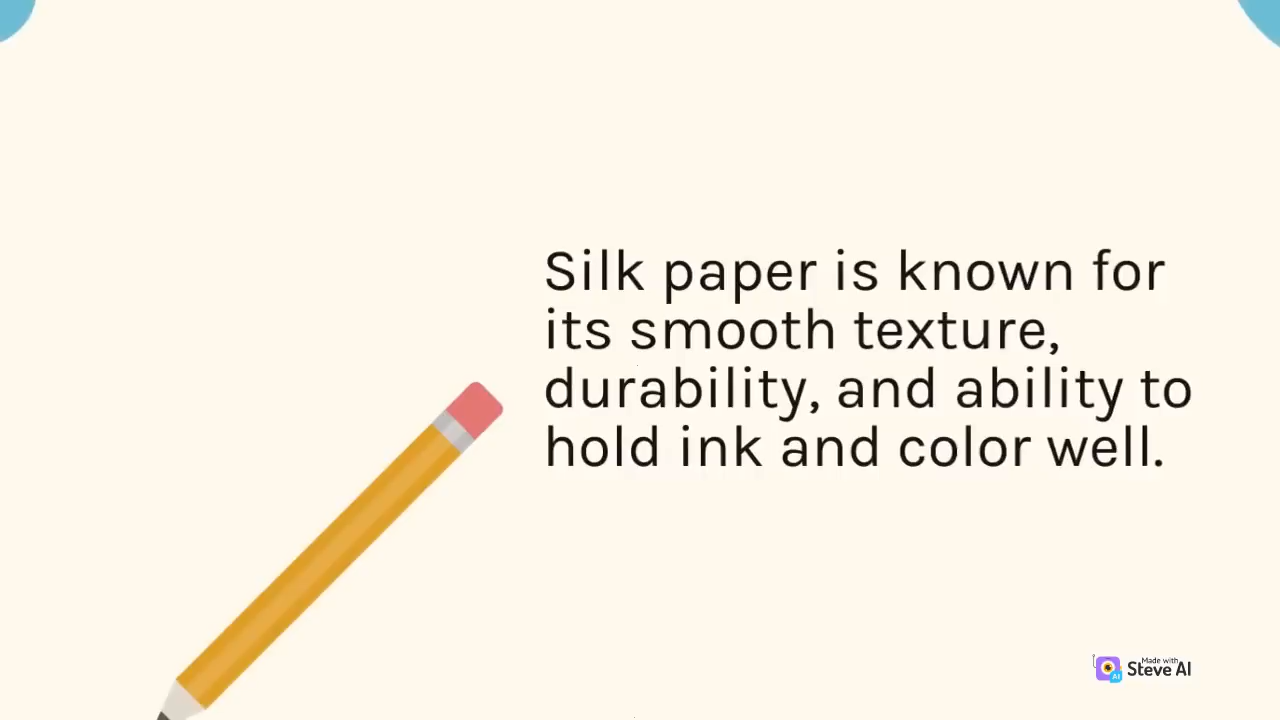 Silk paper is known for
its smooth texture,
durability, and ability to
hold ink and color well.
Made with
Steve AI
AI